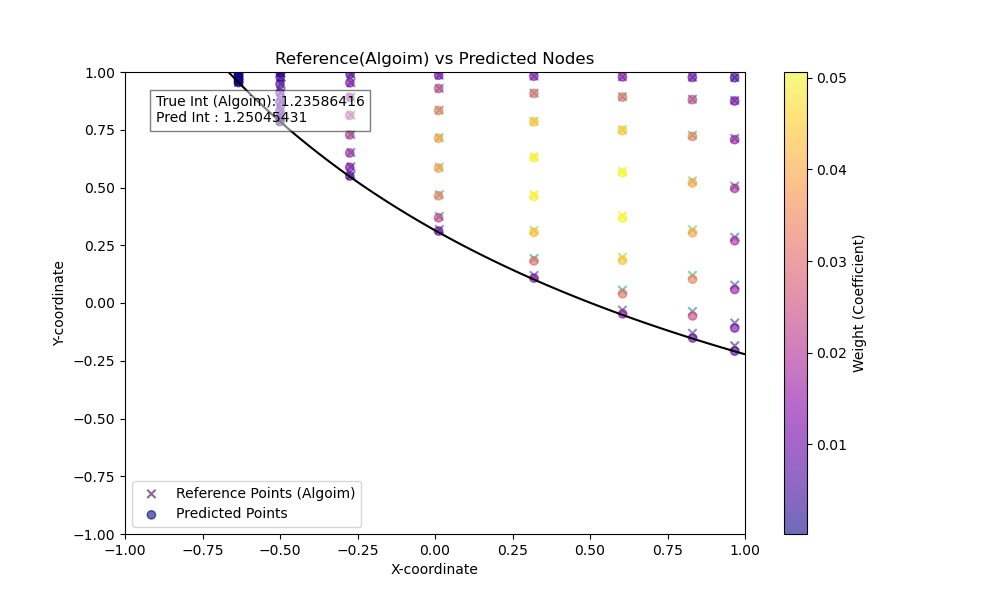 Reference(Algoim) vs Predicted Nodes
True Int (Algoim): 1.23586416
Pred Int : 1.25045431
1.00
0.75
0.50
0.25
0.00
−0.25
−0.50
−0.75
−1.00
Y-coordinate
Reference Points (Algoim)
Predicted Points
−1.00 −0.75 −0.50 −0.25 0.00 0.25 0.50 0.75 1.00
X-coordinate
0.05
0.04
0.03
0.02
0.01
Weight (Coefficient)